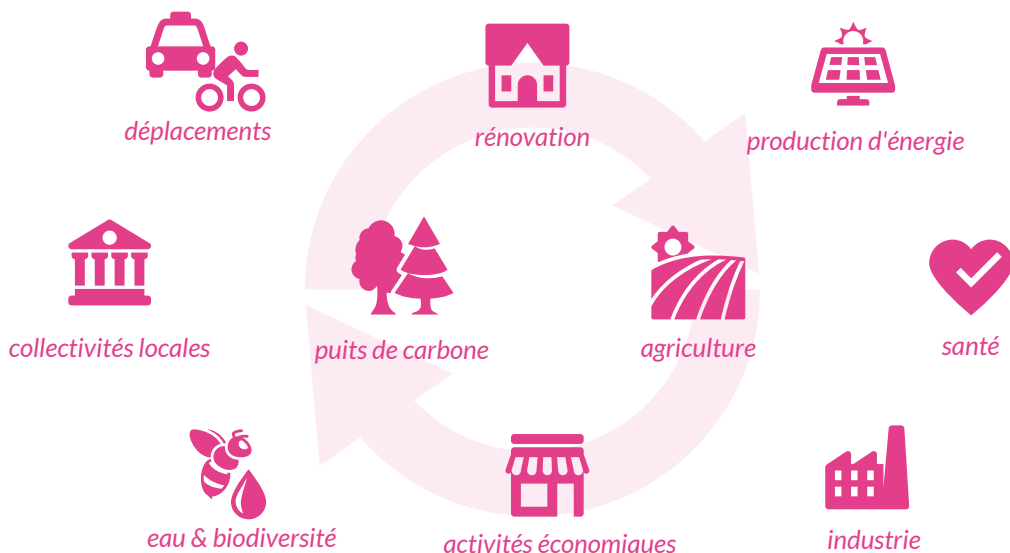 déplacements
rénovation
production d'énergie
collectivités locales
puits de carbone
agriculture
santé
eau & biodiversité
activités économiques
industrie